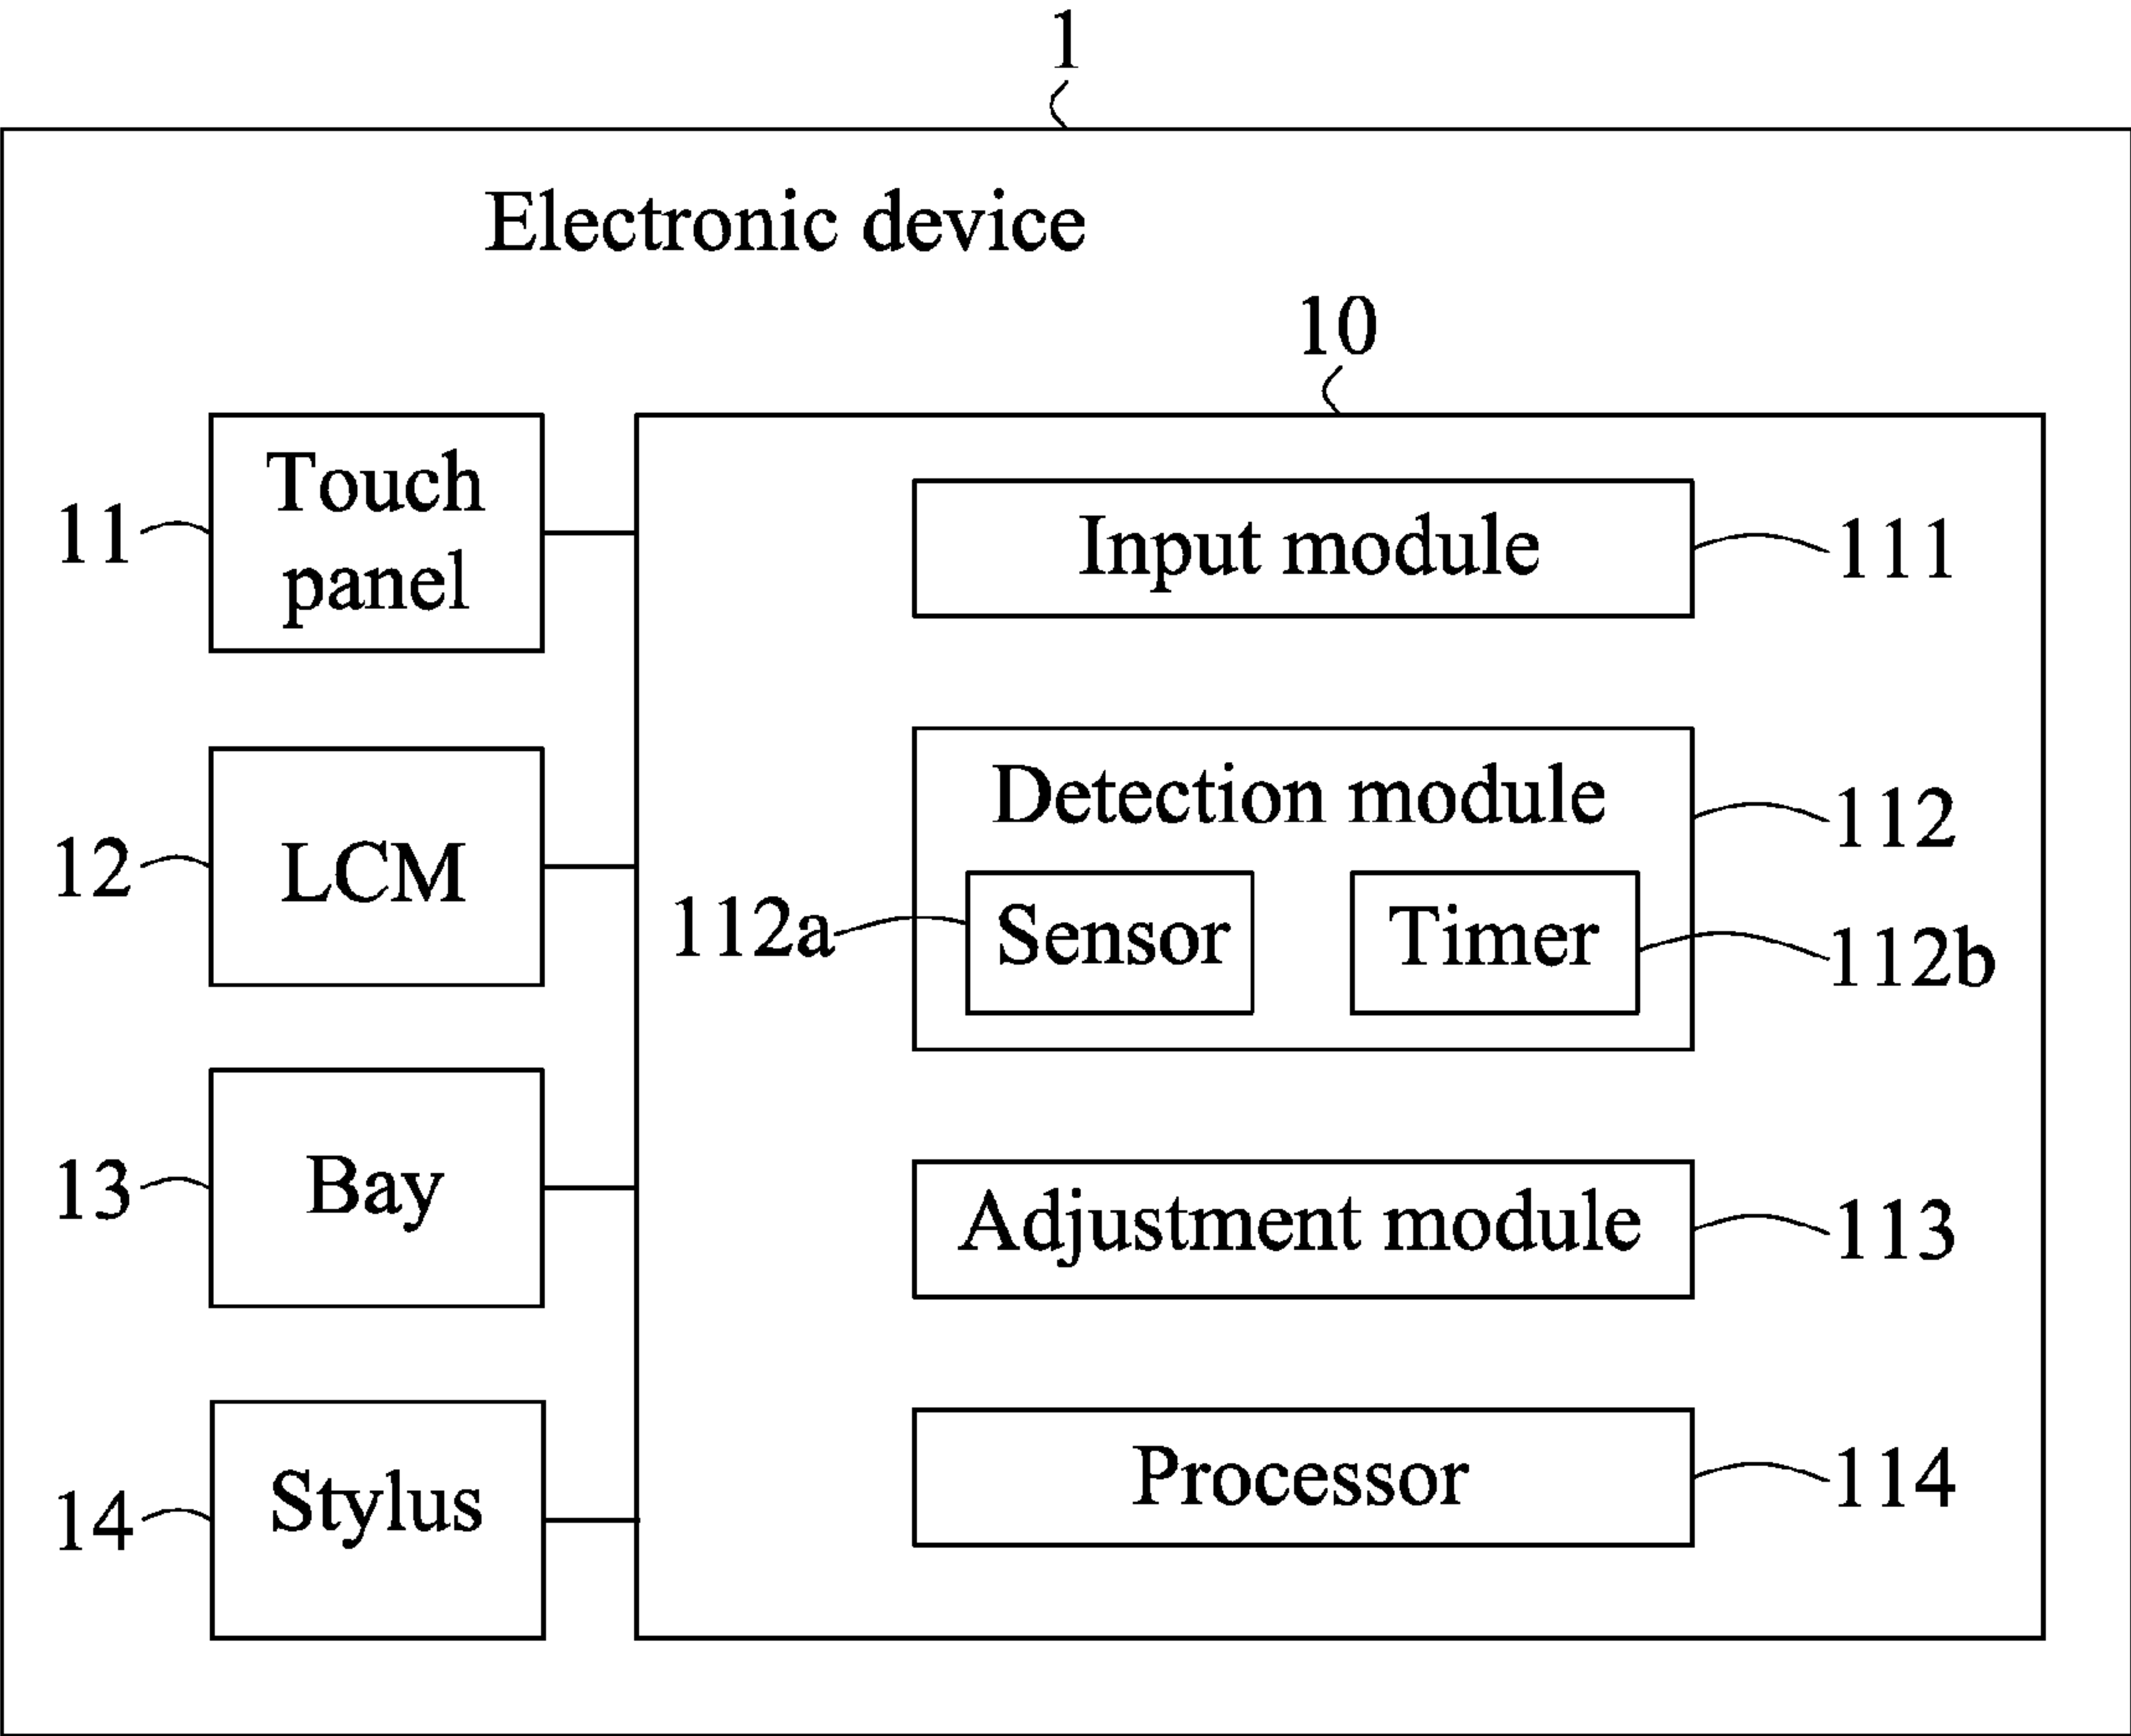 1
Electronic device
10
Touch
panel
11
Input module
111
Detection module
112
12
LCM
112a
Sensor
Timer
112b
13
Bay
Adjustment module
113
14
Stylus
Processor
114